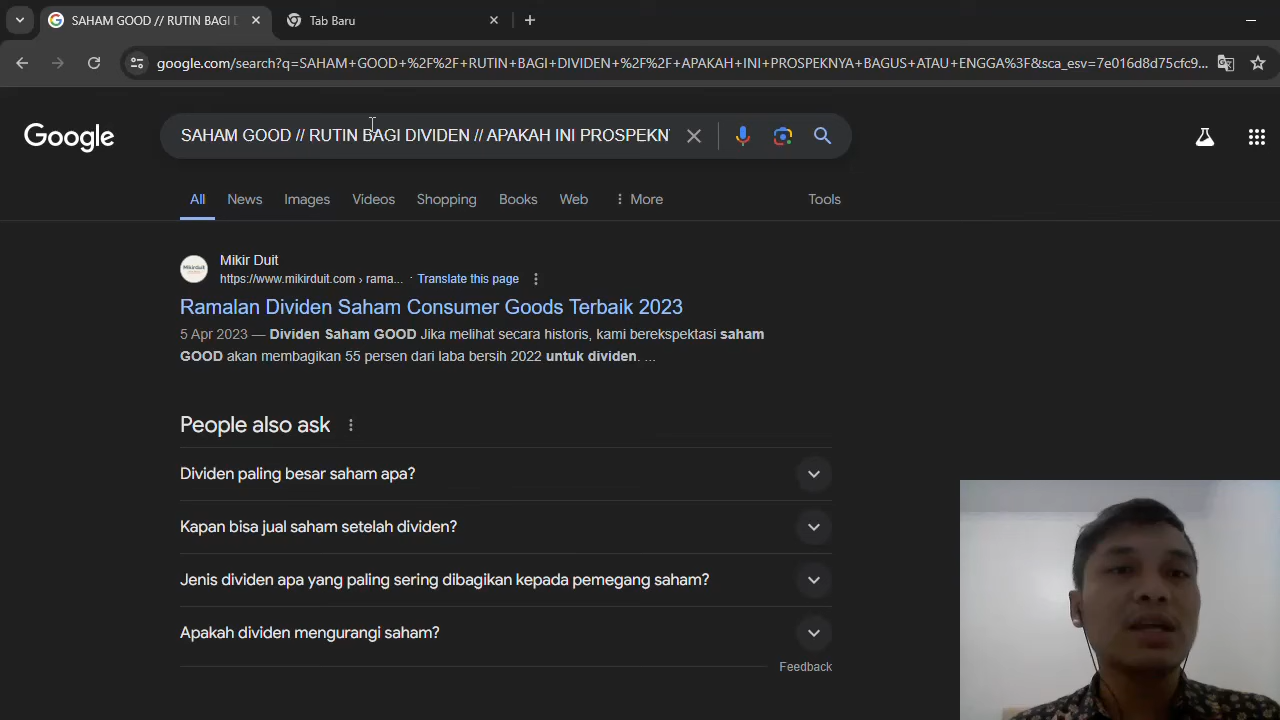 SAHAM GOOD // RUTIN BAGI D
Tab Baru
google.com/search?q=SAHAM+GOOD+%2F%2F+RUTIN+BAGI+DIVIDEN+%2F%2F+APAKAH+INI+PROSPEKNYA+BAGUS+ATAU+ENGGA%3F&sca_esv=7e016d8d75cfc9...
Google
SAHAM GOOD // RUTIN BAGI DIVIDEN // APAKAH INI PROSPEKN
All News Images Videos Shopping Books Web More Tools
Mikirduit
Mikir Duit
https://www.mikirduit.com › rama... · Translate this page
Ramalan Dividen Saham Consumer Goods Terbaik 2023
5 Apr 2023 — Dividen Saham GOOD Jika melihat secara historis, kami berekspektasi saham
GOOD akan membagikan 55 persen dari laba bersih 2022 untuk dividen. ...
People also ask
Dividen paling besar saham apa?
Kapan bisa jual saham setelah dividen?
Jenis dividen apa yang paling sering dibagikan kepada pemegang saham?
Apakah dividen mengurangi saham?
Feedback